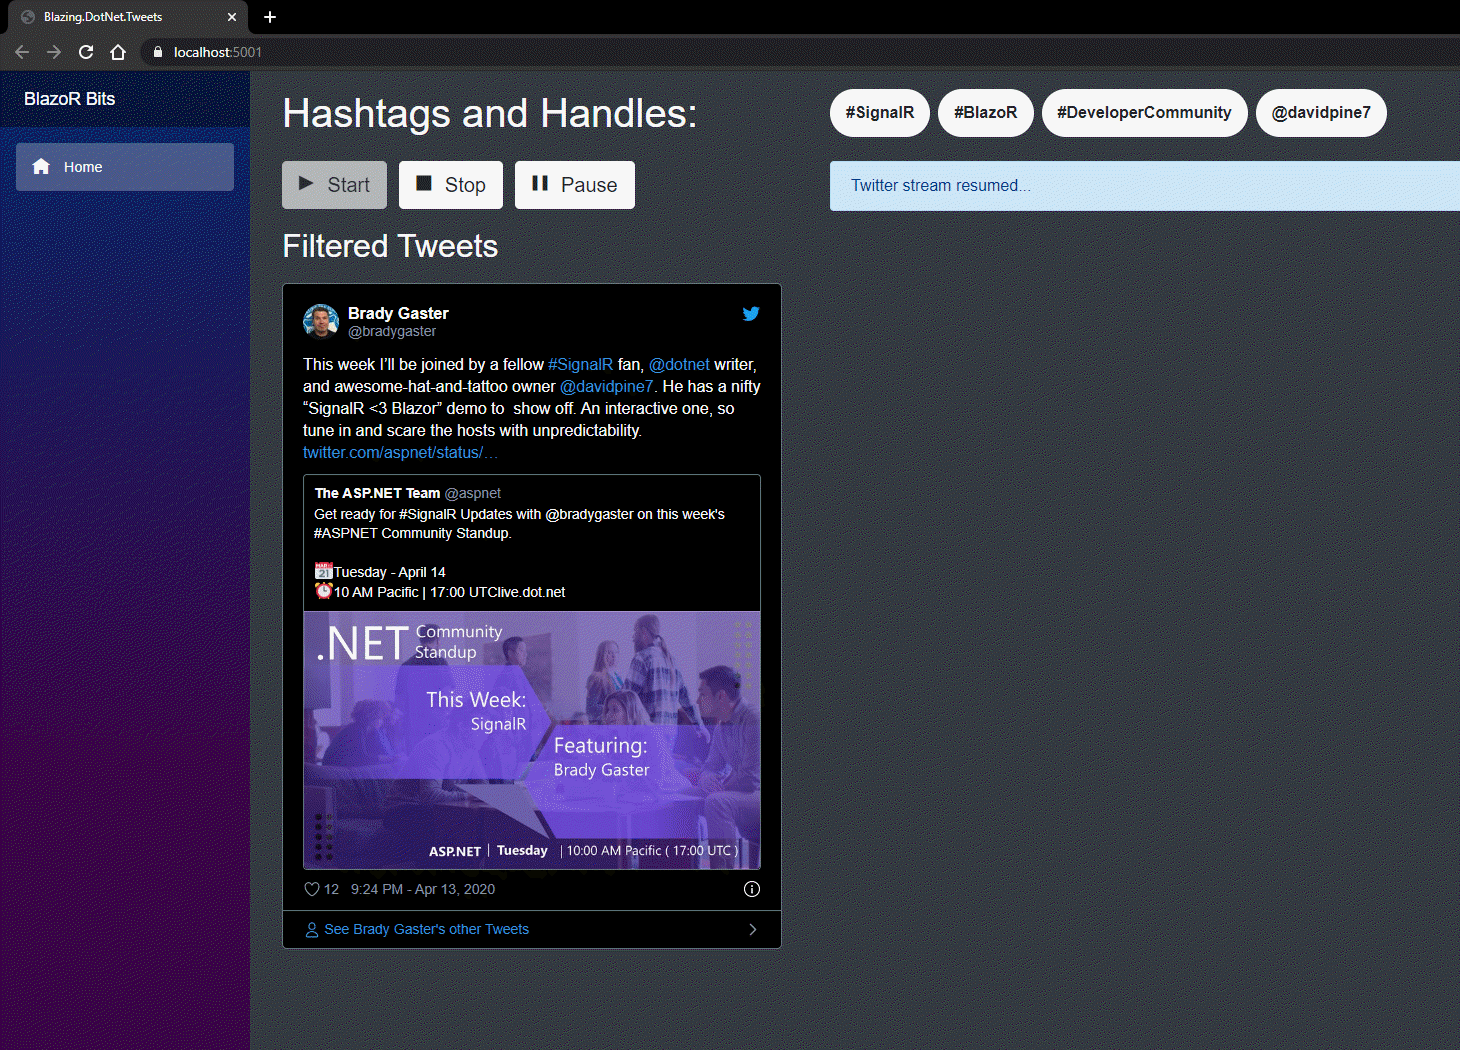 Blazing.DotNet.Tweets
localhost:5001
BlazoR Bits
Home
Hashtags and Handles:
#SignalR
#BlazoR
#DeveloperCommunity
@davidpine7
Start
Stop
Pause
Twitter stream resumed...
Filtered Tweets
Brady Gaster
@bradygaster
This week I’ll be joined by a fellow #SignalR fan, @dotnet writer,
and awesome-hat-and-tattoo owner @davidpine7. He has a nifty
“SignalR <3 Blazor” demo to  show off. An interactive one, so
tune in and scare the hosts with unpredictability.
twitter.com/aspnet/status/…
The ASP.NET Team @aspnet
Get ready for #SignalR Updates with @bradygaster on this week's
#ASPNET Community Standup.
📅Tuesday - April 14
⏰10 AM Pacific | 17:00 UTClive.dot.net
.NET Community
Standup
This Week:
SignalR
Featuring:
Brady Gaster
ASP.NET | Tuesday | 10:00 AM Pacific ( 17:00 UTC )
12 9:24 PM - Apr 13, 2020
See Brady Gaster's other Tweets